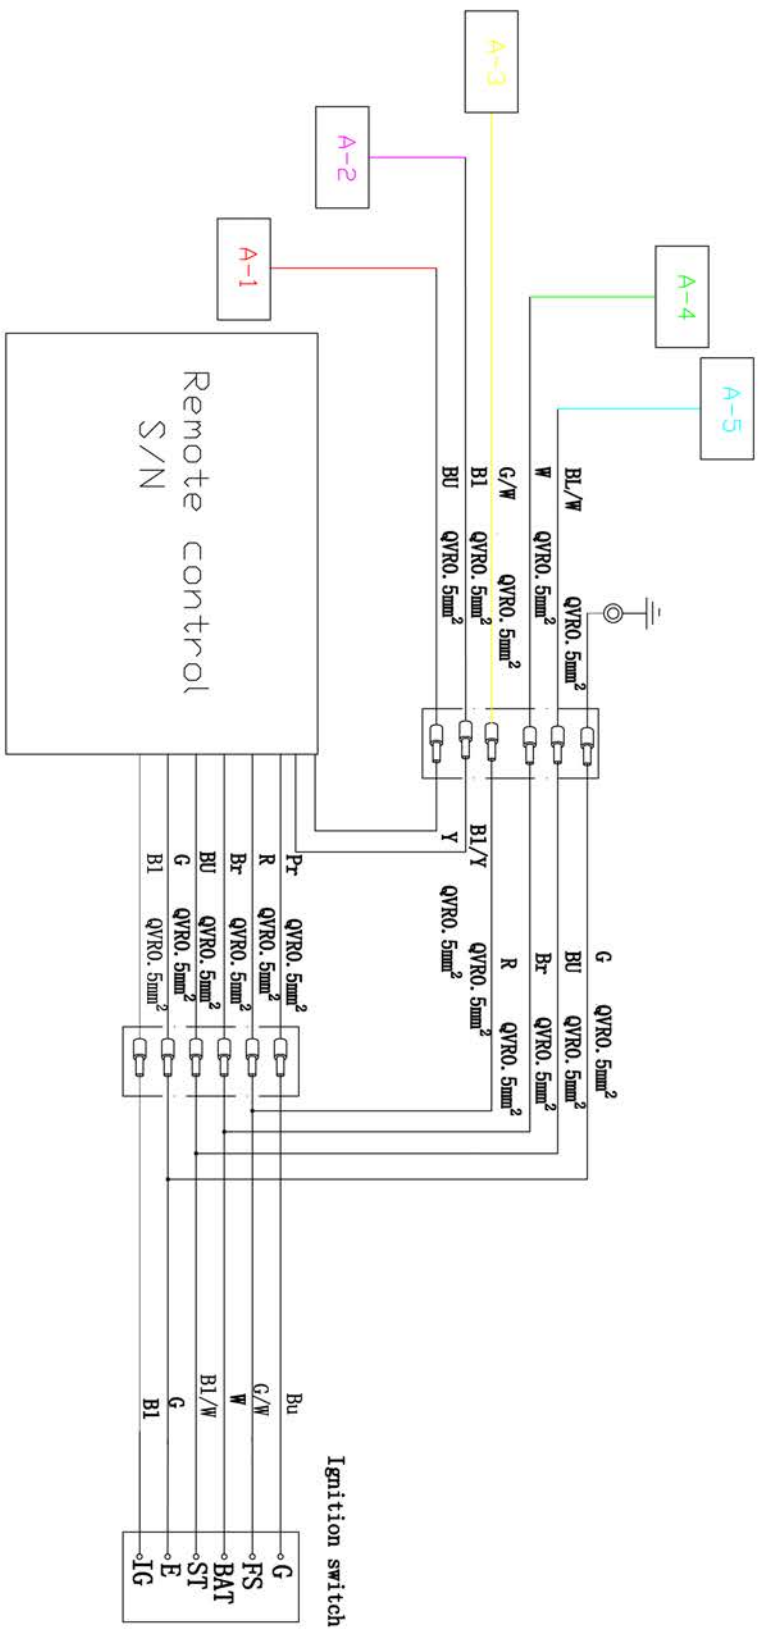 A-5
A-4
A-3
A-2
A-1
BL/W QVR0. 5mm²
W QVR0. 5mm²
G/W QVR0. 5mm²
Bl QVR0. 5mm²
BU QVR0. 5mm²
Remote control
S/N
G QVR0. 5mm²
BU QVR0. 5mm²
Br QVR0. 5mm²
R QVR0. 5mm²
Bl/Y QVR0. 5mm²
Y QVR0. 5mm²
Pr QVR0. 5mm²
R QVR0. 5mm²
Br QVR0. 5mm²
BU QVR0. 5mm²
G QVR0. 5mm²
Bl QVR0. 5mm²
Ignition switch
Bu
G/W
W
Bl/W
G
Bl
G
FS
BAT
ST
E
IG